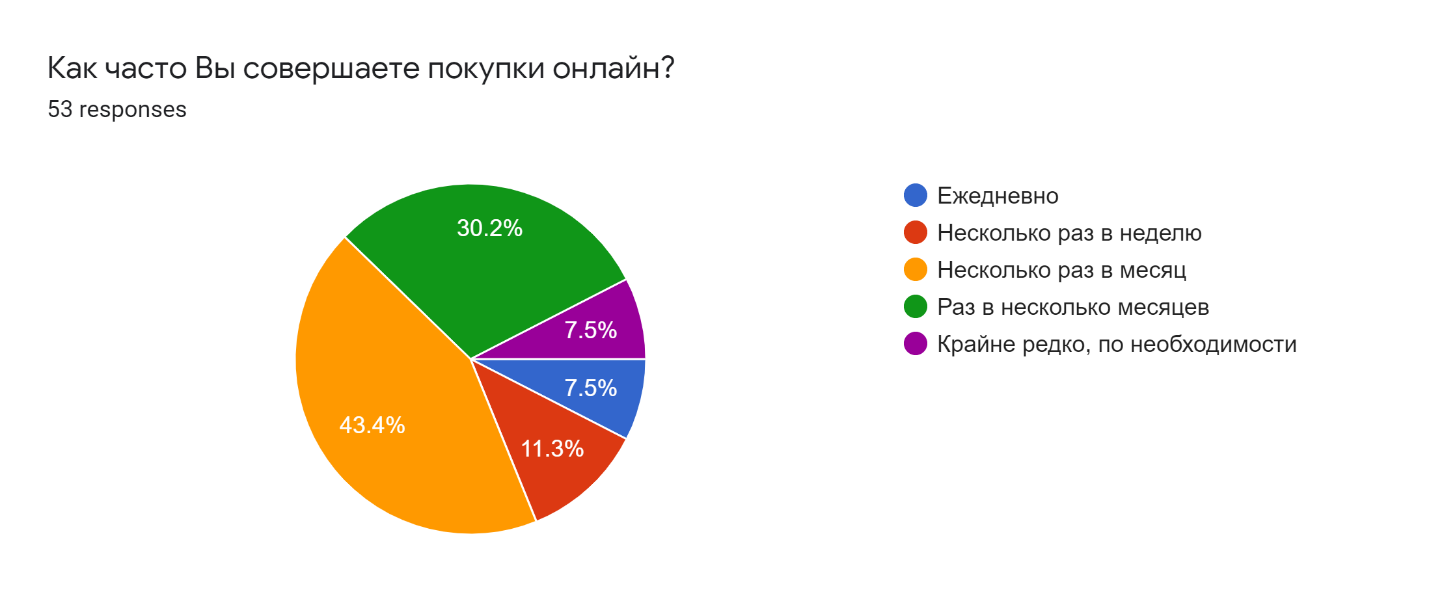 Как часто Вы совершаете покупки онлайн?
53 responses
30.2%
7.5%
7.5%
11.3%
43.4%
Ежедневно
Несколько раз в неделю
Несколько раз в месяц
Раз в несколько месяцев
Крайне редко, по необходимости